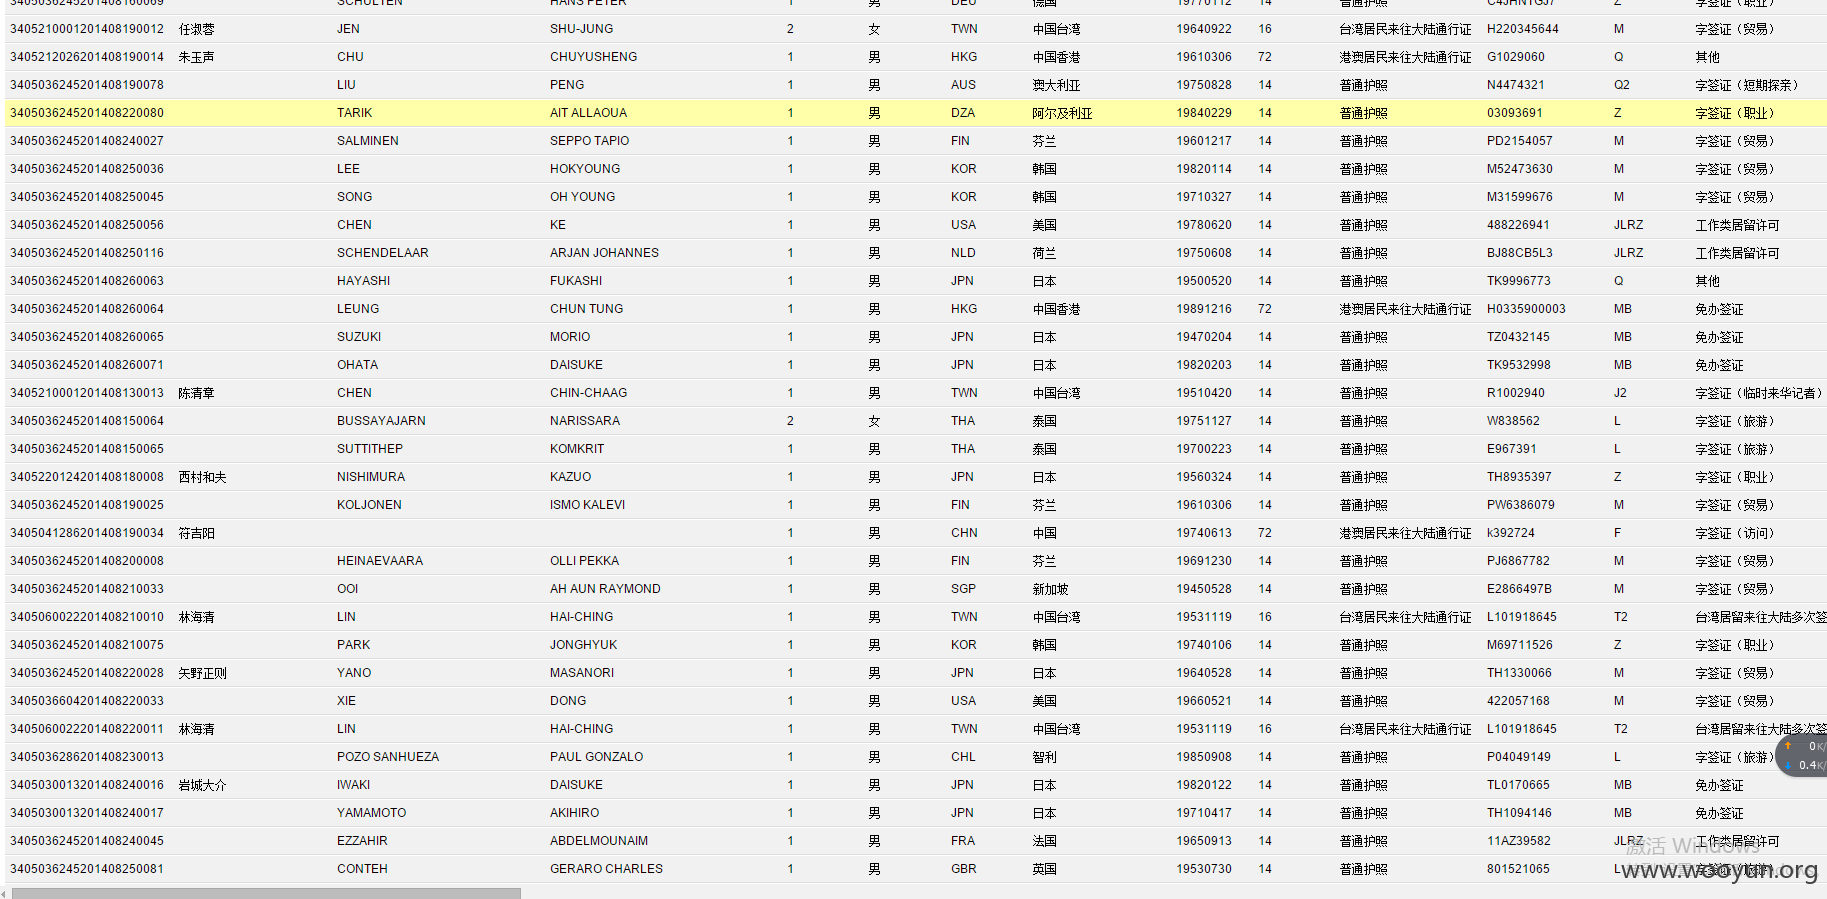 3405036245201408160069 SCHULTEN HANS PETER 1 男 DEU 德国 19770112 14 普通护照 C4JHNTGJ7 Z 字签证（职业）
3405210001201408190012 任淑蓉 JEN SHU-JUNG 2 女 TWN 中国台湾 19640922 16 台湾居民来往大陆通行证 H220345644 M 字签证（贸易）
3405212026201408190014 朱玉声 CHU CHUYUSHENG 1 男 HKG 中国香港 19610306 72 港澳居民来往大陆通行证 G1029060 Q 其他
3405036245201408190078 LIU PENG 1 男 AUS 澳大利亚 19750828 14 普通护照 N4474321 Q2 字签证（短期探亲）
3405036245201408220080 TARIK AIT ALLAOUA 1 男 DZA 阿尔及利亚 19840229 14 普通护照 03093691 Z 字签证（职业）
3405036245201408240027 SALMINEN SEPPO TAPIO 1 男 FIN 芬兰 19601217 14 普通护照 PD2154057 M 字签证（贸易）
3405036245201408250036 LEE HOKYOUNG 1 男 KOR 韩国 19820114 14 普通护照 M52473630 M 字签证（贸易）
3405036245201408250045 SONG OH YOUNG 1 男 KOR 韩国 19710327 14 普通护照 M31599676 M 字签证（贸易）
3405036245201408250056 CHEN KE 1 男 USA 美国 19780620 14 普通护照 488226941 JLRZ 工作类居留许可
3405036245201408250116 SCHENDELAAR ARJAN JOHANNES 1 男 NLD 荷兰 19750608 14 普通护照 BJ88CB5L3 JLRZ 工作类居留许可
3405036245201408260063 HAYASHI FUKASHI 1 男 JPN 日本 19500520 14 普通护照 TK9996773 Q 其他
3405036245201408260064 LEUNG CHUN TUNG 1 男 HKG 中国香港 19891216 72 港澳居民来往大陆通行证 H0335900003 MB 免办签证
3405036245201408260065 SUZUKI MORIO 1 男 JPN 日本 19470204 14 普通护照 TZ0432145 MB 免办签证
3405036245201408260071 OHATA DAISUKE 1 男 JPN 日本 19820203 14 普通护照 TK9532998 MB 免办签证
3405210001201408130013 陈清章 CHEN CHIN-CHAAG 1 男 TWN 中国台湾 19510420 14 普通护照 R1002940 J2 字签证（临时来华记者）
3405036245201408150064 BUSSAYAJARN NARISSARA 2 女 THA 泰国 19751127 14 普通护照 W838562 L 字签证（旅游）
3405036245201408150065 SUTTITHEP KOMKRIT 1 男 THA 泰国 19700223 14 普通护照 E967391 L 字签证（旅游）
3405220124201408180008 西村和夫 NISHIMURA KAZUO 1 男 JPN 日本 19560324 14 普通护照 TH8935397 Z 字签证（职业）
3405036245201408190025 KOLJONEN ISMO KALEVI 1 男 FIN 芬兰 19610306 14 普通护照 PW6386079 M 字签证（贸易）
3405041286201408190034 符吉阳 1 男 CHN 中国 19740613 72 港澳居民来往大陆通行证 k392724 F 字签证（访问）
3405036245201408200008 HEINAEVAARA OLLI PEKKA 1 男 FIN 芬兰 19691230 14 普通护照 PJ6867782 M 字签证（贸易）
3405036245201408210033 OOI AH AUN RAYMOND 1 男 SGP 新加坡 19450528 14 普通护照 E2866497B M 字签证（贸易）
3405060022201408210010 林海清 LIN HAI-CHING 1 男 TWN 中国台湾 19531119 16 台湾居民来往大陆通行证 L101918645 T2 台湾居留来往大陆多次签
3405036245201408210075 PARK JONGHYUK 1 男 KOR 韩国 19740106 14 普通护照 M69711526 Z 字签证（职业）
3405036245201408220028 矢野正则 YANO MASANORI 1 男 JPN 日本 19640528 14 普通护照 TH1330066 M 字签证（贸易）
3405036604201408220033 XIE DONG 1 男 USA 美国 19660521 14 普通护照 422057168 M 字签证（贸易）
3405060022201408220011 林海清 LIN HAI-CHING 1 男 TWN 中国台湾 19531119 16 台湾居民来往大陆通行证 L101918645 T2 台湾居留来往大陆多次签
3405036286201408230013 POZO SANHUEZA PAUL GONZALO 1 男 CHL 智利 19850908 14 普通护照 P04049149 L 字签证（旅游）
3405030013201408240016 岩城大介 IWAKI DAISUKE 1 男 JPN 日本 19820122 14 普通护照 TL0170665 MB 免办签证
3405030013201408240017 YAMAMOTO AKIHIRO 1 男 JPN 日本 19710417 14 普通护照 TH1094146 MB 免办签证
3405036245201408240045 EZZAHIR ABDELMOUNAIM 1 男 FRA 法国 19650913 14 普通护照 11AZ39582 JLRZ 工作类居留许可
3405036245201408250081 CONTEH GERARO CHARLES 1 男 GBR 英国 19530730 14 普通护照 801521065 L 字签证（旅游）
0K/
0.4K/
激活 Windows
www.wooyun.org